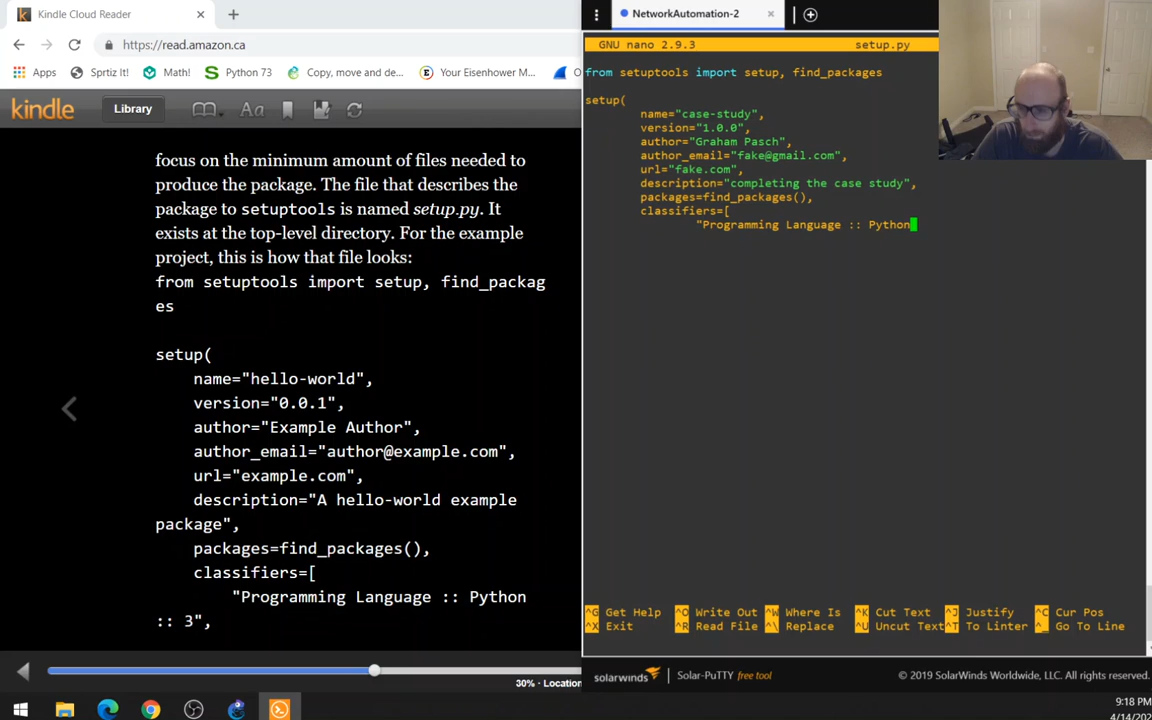 Kindle Cloud Reader
https://read.amazon.ca
Apps
Sprtiz It!
Math!
Python 73
Copy, move and de...
Your Eisenhower M...
kindle
Library
Aa
focus on the minimum amount of files needed to
produce the package. The file that describes the
package to setuptools is named setup.py. It
exists at the top-level directory. For the example
project, this is how that file looks:
from setuptools import setup, find_packag
es
setup(
name="hello-world",
version="0.0.1",
author="Example Author",
author_email="author@example.com",
url="example.com",
description="A hello-world example
package",
packages=find_packages(),
classifiers=[
"Programming Language :: Python
:: 3",
30% · Location
NetworkAutomation-2
GNU nano 2.9.3 setup.py
from setuptools import setup, find_packages
setup(
name="case-study",
version="1.0.0",
author="Graham Pasch",
author_email="fake@gmail.com",
url="fake.com",
description="completing the case study",
packages=find_packages(),
classifiers=[
"Programming Language :: Python
^G Get Help ^O Write Out ^W Where Is ^K Cut Text ^J Justify ^C Cur Pos
^X Exit ^R Read File ^\ Replace ^U Uncut Text ^T To Linter ^_ Go To Line
solarwinds Solar-PuTTY free tool © 2019 SolarWinds Worldwide, LLC. All rights reserved.
9:18 PM
4/14/202